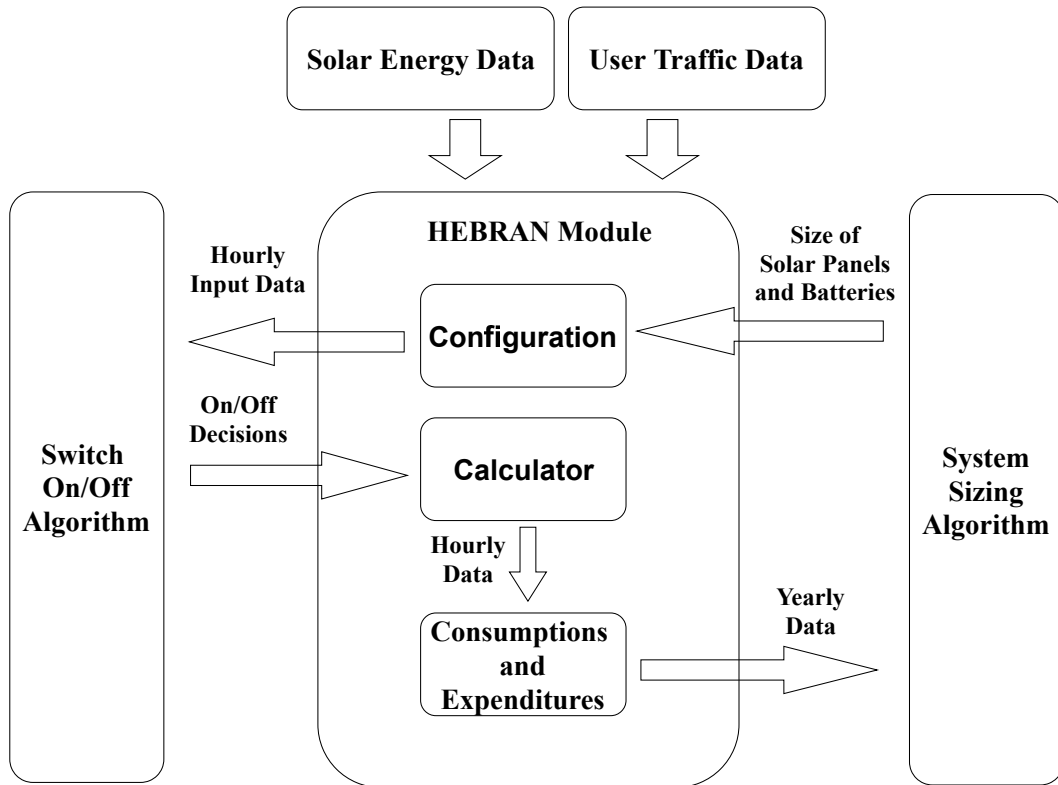 Solar Energy Data
User Traffic Data
HEBRAN Module
Hourly
Input Data
Size of
Solar Panels
and Batteries
Configuration
On/Off
Decisions
Calculator
Switch
On/Off
Algorithm
System
Sizing
Algorithm
Hourly
Data
Consumptions
and
Expenditures
Yearly
Data